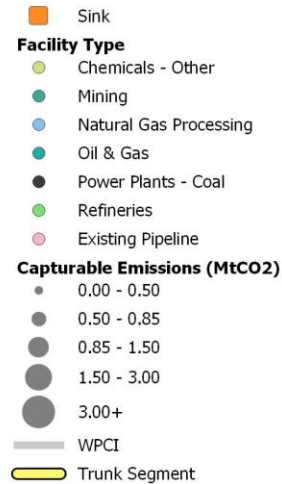 Sink
Facility Type
Chemicals - Other
Mining
Natural Gas Processing
Oil & Gas
Power Plants - Coal
Refineries
Existing Pipeline
Capturable Emissions (MtCO2)
0.00 - 0.50
0.50 - 0.85
0.85 - 1.50
1.50 - 3.00
3.00+
WPCI
Trunk Segment